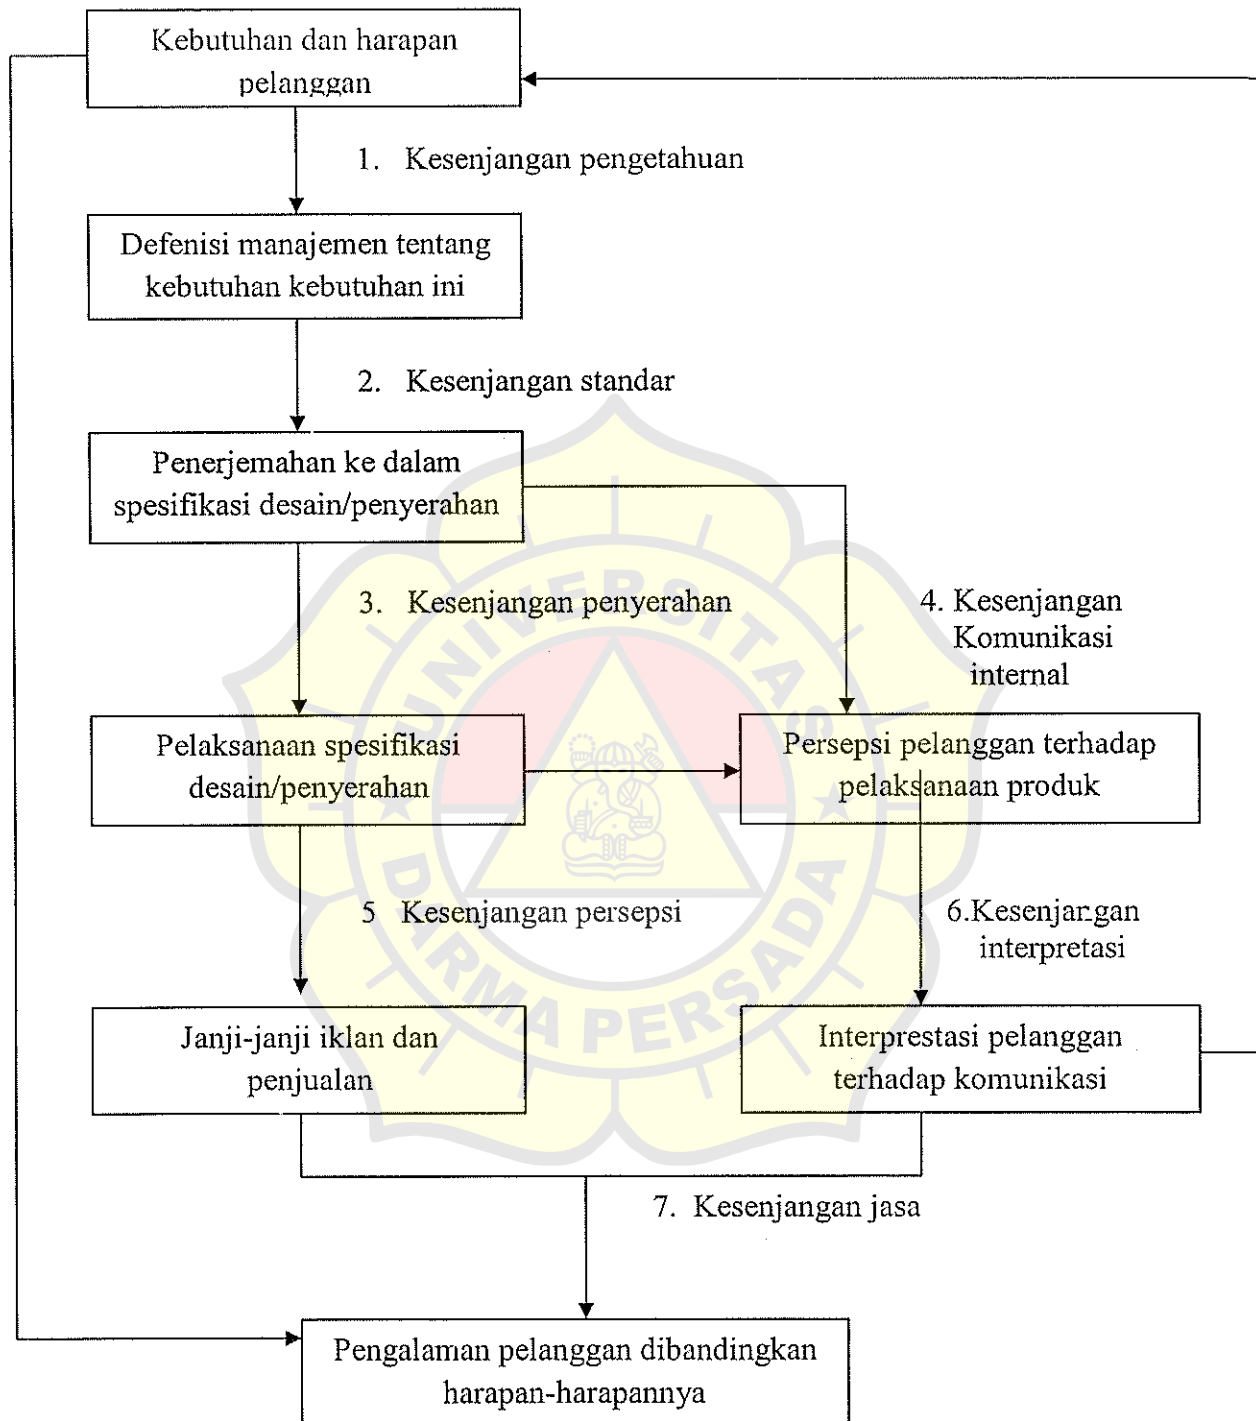 Kebutuhan dan harapan
pelanggan
1. Kesenjangan pengetahuan
Defenisi manajemen tentang
kebutuhan kebutuhan ini
2. Kesenjangan standar
Penerjemahan ke dalam
spesifikasi desain/penyerahan
3. Kesenjangan penyerahan
4. Kesenjangan
Komunikasi
internal
Pelaksanaan spesifikasi
desain/penyerahan
Persepsi pelanggan terhadap
pelaksanaan produk
5 Kesenjangan persepsi
6.Kesenjangan
interpretasi
Janji-janji iklan dan
penjualan
Interprestasi pelanggan
terhadap komunikasi
7. Kesenjangan jasa
Pengalaman pelanggan dibandingkan
harapan-harapannya
UNIVERSITAS
DARMA PERSADA